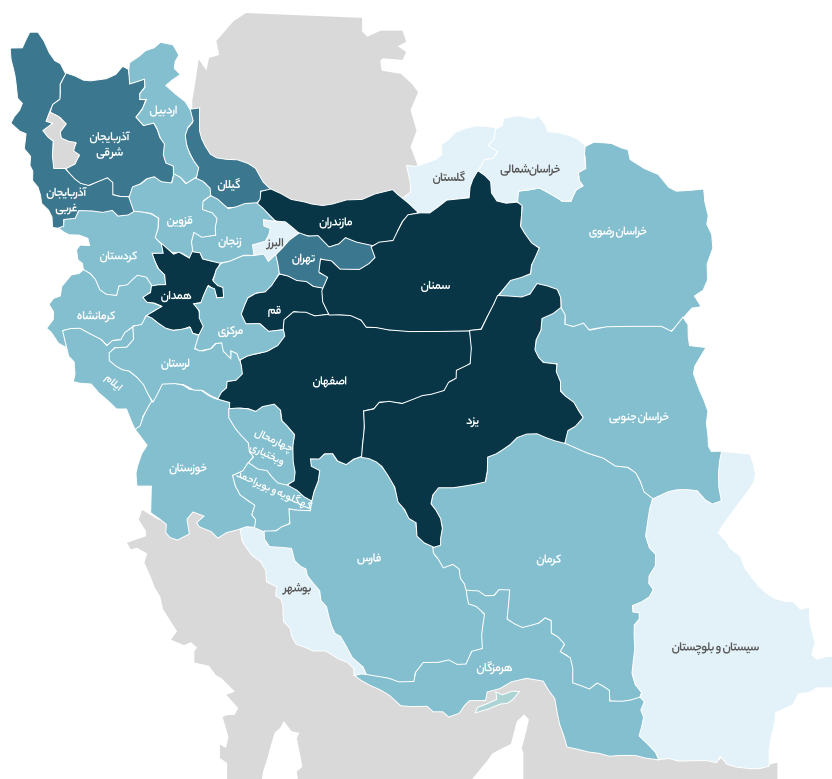 اردبیل
آذربایجان
شرقی
خراسان‌شمالی
گلستان
گیلان
آذربایجان
غربی
مازندران
قزوین
خراسان رضوی
زنجان
البرز
کردستان
تهران
سمنان
همدان
قم
کرمانشاه
مرکزی
لرستان
ایلام
اصفهان
خراسان جنوبی
یزد
چهارمحال
وبختیاری
خوزستان
کهگلویه و بویراحمد
فارس
کرمان
بوشهر
سیستان و بلوچستان
هرمزگان